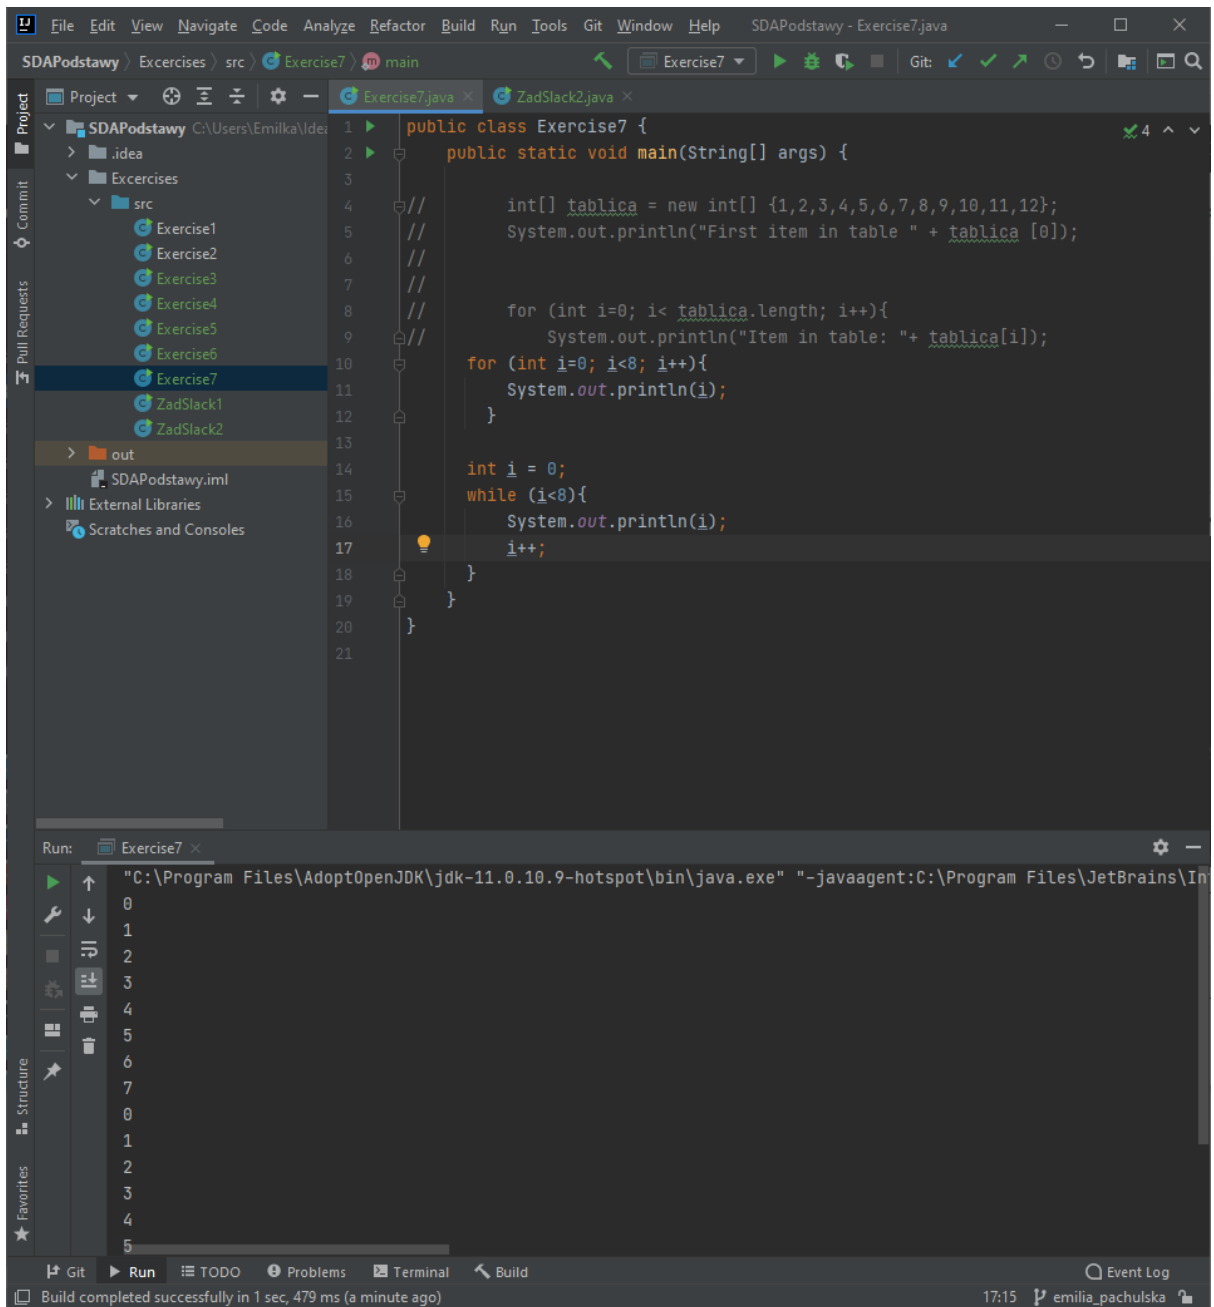 File Edit View Navigate Code Analyze Refactor Build Run Tools Git Window Help SDAPodstawy - Exercise7.java
SDAPodstawy Excercises src Exercise7 main Exercise7 Git:
Project Exercise7.java ZadSlack2.java
Project
Commit
Pull Requests
SDAPodstawy C:\Users\Emilka\Idea
.idea
Excercises
src
Exercise1
Exercise2
Exercise3
Exercise4
Exercise5
Exercise6
Exercise7
ZadSlack1
ZadSlack2
out
SDAPodstawy.iml
External Libraries
Scratches and Consoles
4
1 public class Exercise7 {
2 public static void main(String[] args) {
3
4 // int[] tablica = new int[] {1,2,3,4,5,6,7,8,9,10,11,12};
5 // System.out.println("First item in table " + tablica [0]);
6 //
7 //
8 // for (int i=0; i< tablica.length; i++){
9 // System.out.println("Item in table: "+ tablica[i]);
10 for (int i=0; i<8; i++){
11 System.out.println(i);
12 }
13
14 int i = 0;
15 while (i<8){
16 System.out.println(i);
17 i++;
18 }
19 }
20 }
21
Run: Exercise7
"C:\Program Files\AdoptOpenJDK\jdk-11.0.10.9-hotspot\bin\java.exe" "-javaagent:C:\Program Files\JetBrains\In
0
1
2
3
4
5
6
7
0
1
2
3
4
5
Structure
Favorites
Git Run TODO Problems Terminal Build Event Log
Build completed successfully in 1 sec, 479 ms (a minute ago) 17:15 emilia_pachulska